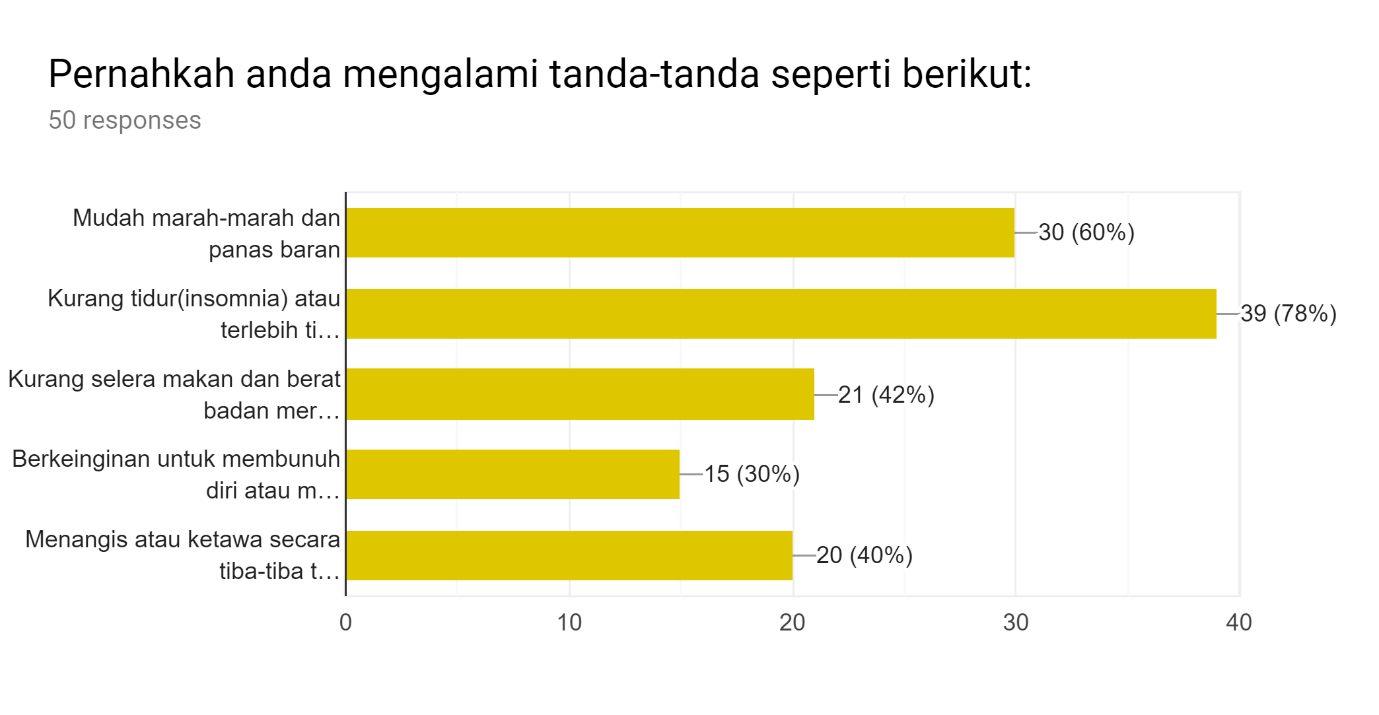 Pernahkah anda mengalami tanda-tanda seperti berikut:
50 responses
Mudah marah-marah dan
panas baran
30 (60%)
Kurang tidur(insomnia) atau
terlebih ti…
39 (78%)
Kurang selera makan dan berat
badan mer…
21 (42%)
Berkeinginan untuk membunuh
diri atau m…
15 (30%)
Menangis atau ketawa secara
tiba-tiba t…
20 (40%)
0 10 20 30 40